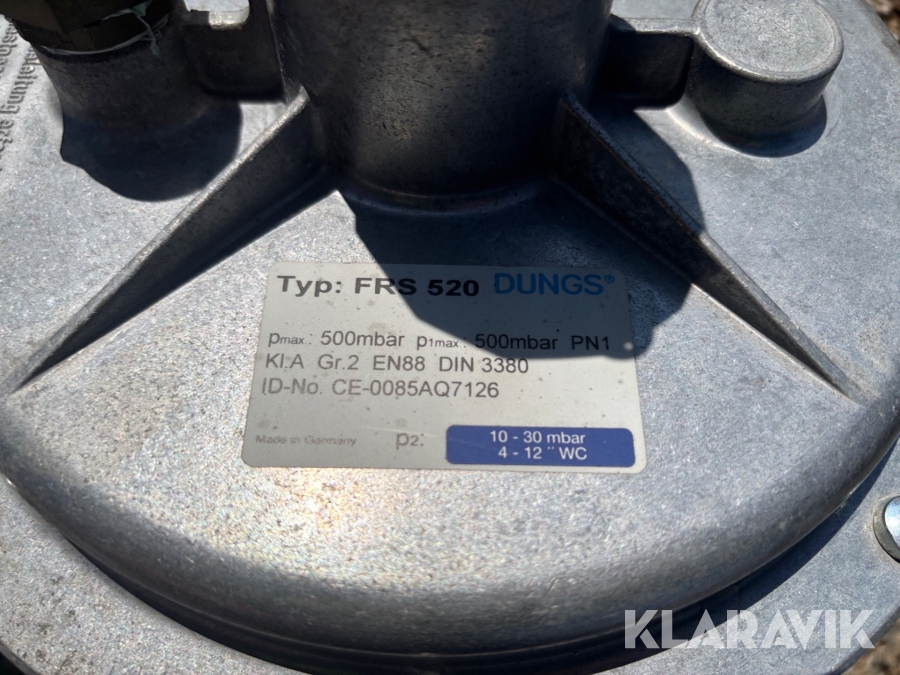 Typ: FRS 520 DUNGS®
pmax.: 500mbar p1max.: 500mbar PN1
Kl.A Gr.2 EN88 DIN 3380
ID-No. CE-0085AQ7126
Made in Germany p2: 10 - 30 mbar
4 - 12 " WC
KLARAVIK